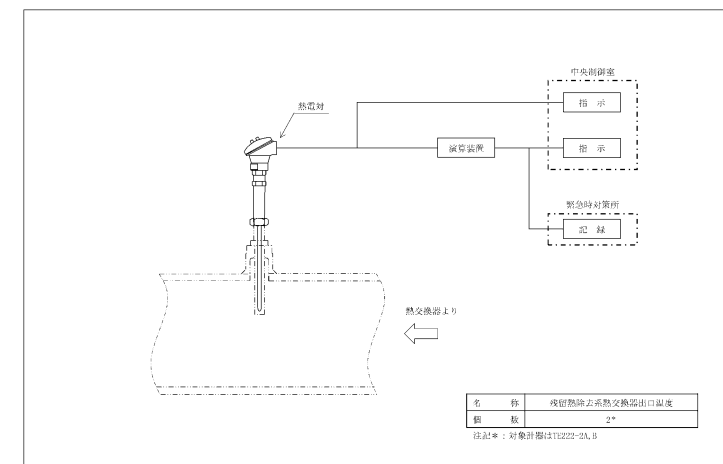 中央制御室
熱電対
指 示
演算装置
指 示
緊急時対策所
記 録
熱交換器より
名 称 残留熱除去系熱交換器出口温度
個 数 2*
注記*:対象計器はTE222-2A,B